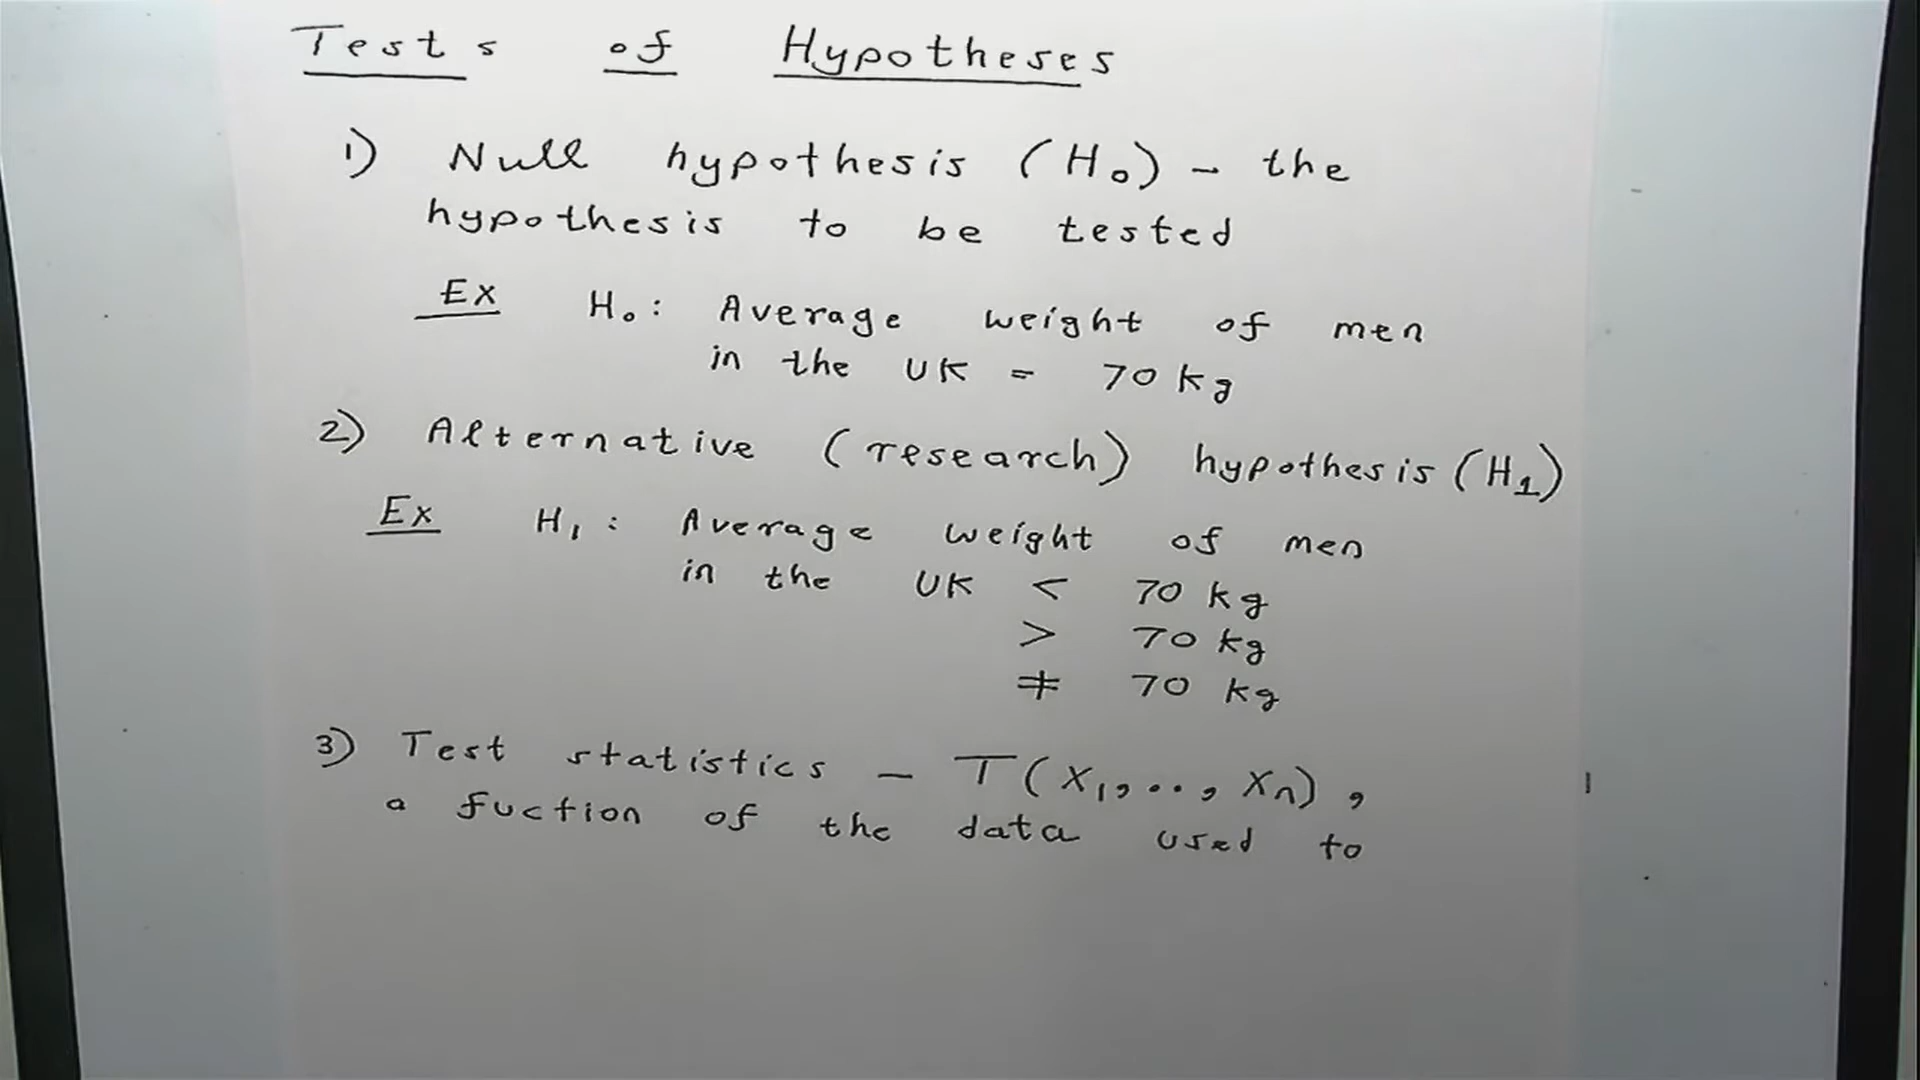 Tests of Hypotheses
1) Null hypothesis (H₀) - the
hypothesis to be tested
Ex H₀: Average weight of men
in the UK = 70 kg
2) Alternative (research) hypothesis (H₁)
Ex H₁: Average weight of men
in the UK < 70 kg
> 70 kg
≠ 70 kg
3) Test statistics - T(X₁, .., Xₙ),
a fuction of the data used to